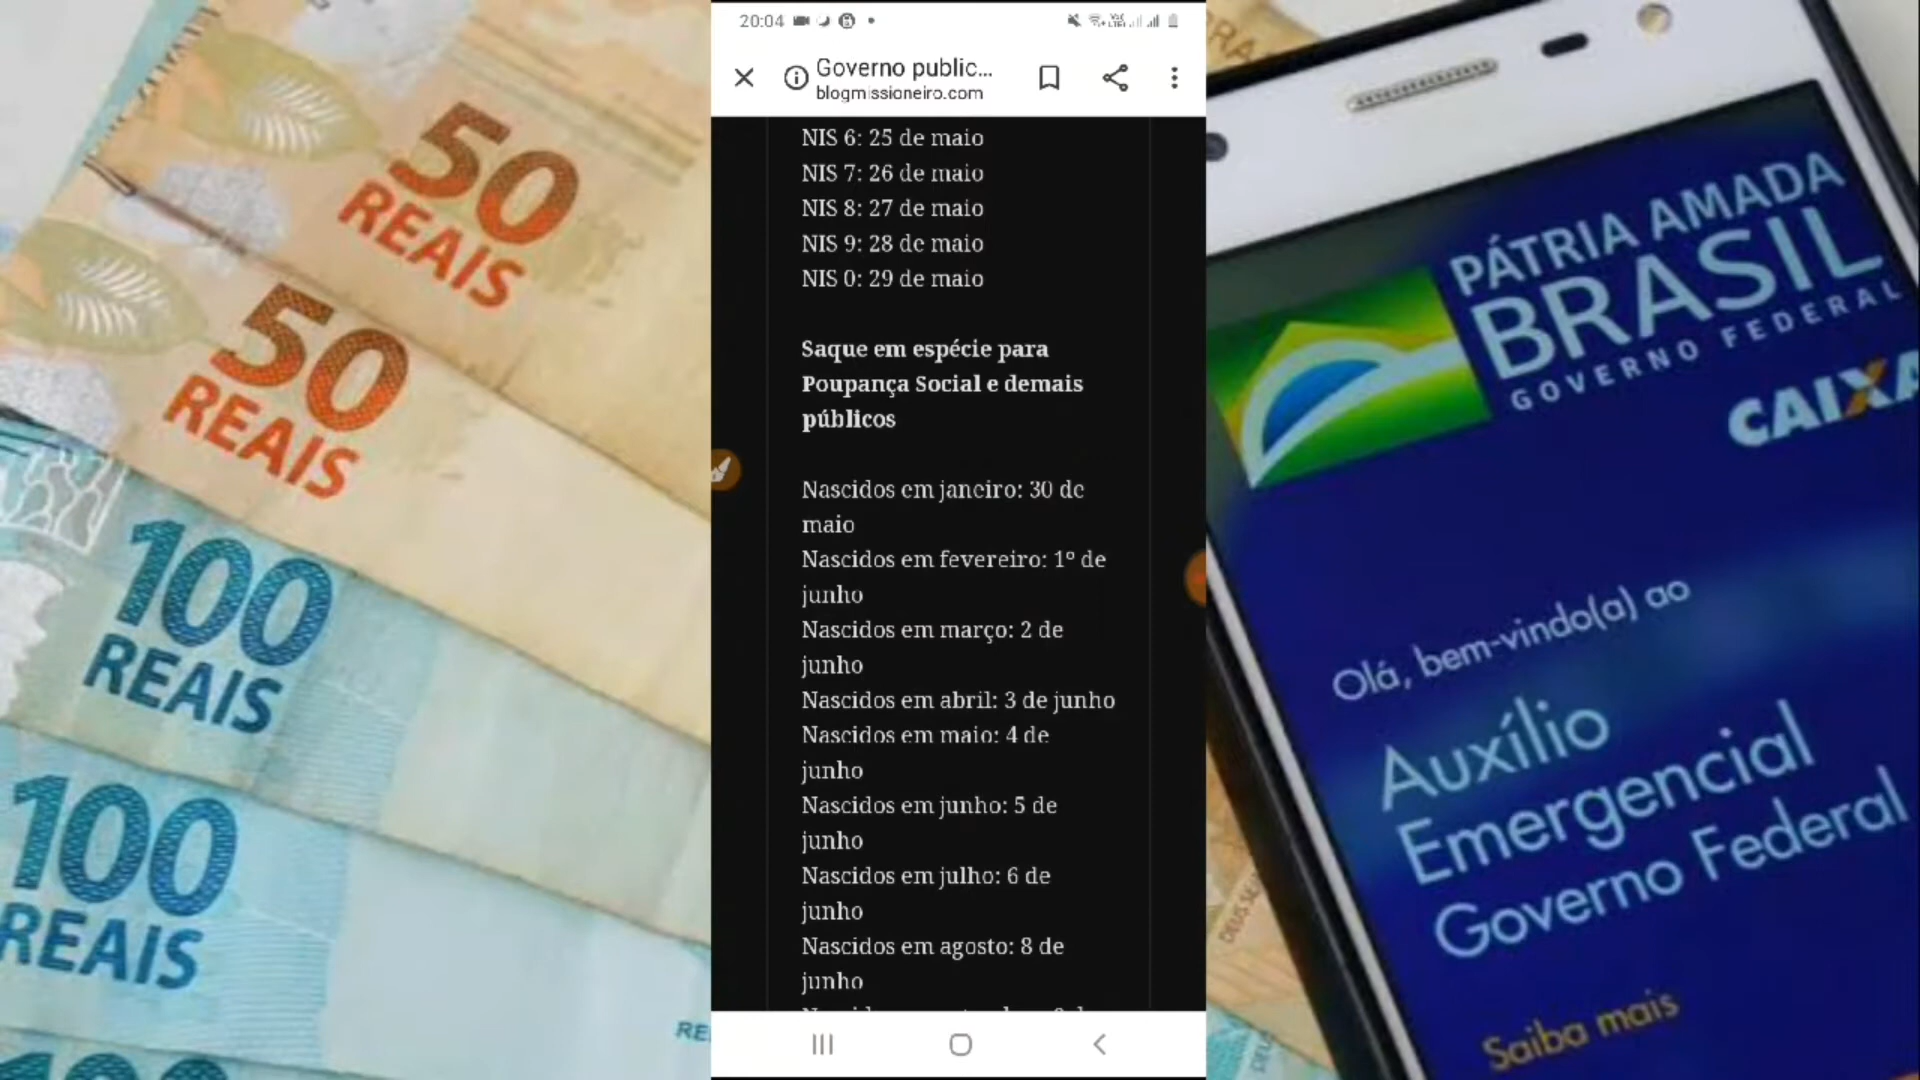 50
REAIS
50
REAIS
100
REAIS
100
REAIS
20:04
Governo public...
blogmissioneiro.com
NIS 6: 25 de maio
NIS 7: 26 de maio
NIS 8: 27 de maio
NIS 9: 28 de maio
NIS 0: 29 de maio
Saque em espécie para
Poupança Social e demais
públicos
Nascidos em janeiro: 30 de
maio
Nascidos em fevereiro: 1º de
junho
Nascidos em março: 2 de
junho
Nascidos em abril: 3 de junho
Nascidos em maio: 4 de
junho
Nascidos em junho: 5 de
junho
Nascidos em julho: 6 de
junho
Nascidos em agosto: 8 de
junho
PÁTRIA AMADA
BRASIL
GOVERNO FEDERAL
CAIXA
Olá, bem-vindo(a) ao
Auxílio
Emergencial
Governo Federal
Saiba mais